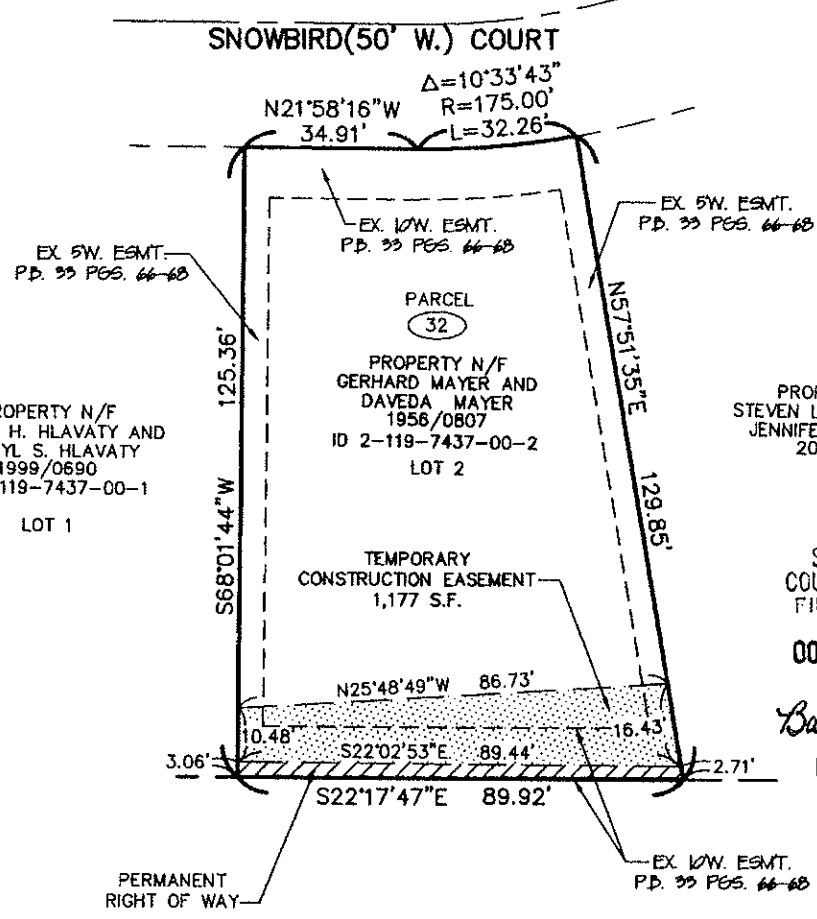 SNOWBIRD(50' W.) COURT
Δ=10°33'43"
R=175.00'
L=32.26'
N21°58'16"W
34.91'
EX. 10W. ESMT.
P.B. 33 PGS. 66-68
EX. 5W. ESMT.
P.B. 33 PGS. 66-68
EX. 5W. ESMT.
P.B. 33 PGS. 66-68
PARCEL
32
PROPERTY N/F
GERHARD MAYER AND
DAVEDA MAYER
1956/0807
ID 2-119-7437-00-2
LOT 2
S68°01'44"W 125.36'
N57°51'35"E 129.85'
ROPERTY N/F
H. HLAVATY AND
YL S. HLAVATY
1999/0690
119-7437-00-1
LOT 1
PROP
STEVEN L
JENNIFE
20
S
COU
FI
00
Ba
TEMPORARY
CONSTRUCTION EASEMENT
1,177 S.F.
N25°48'49"W 86.73'
10.48'
16.43'
S22°02'53"E 89.44'
3.06'
2.71'
S22°17'47"E 89.92'
EX. 10W. ESMT.
P.B. 33 PGS. 66-68
PERMANENT
RIGHT OF WAY